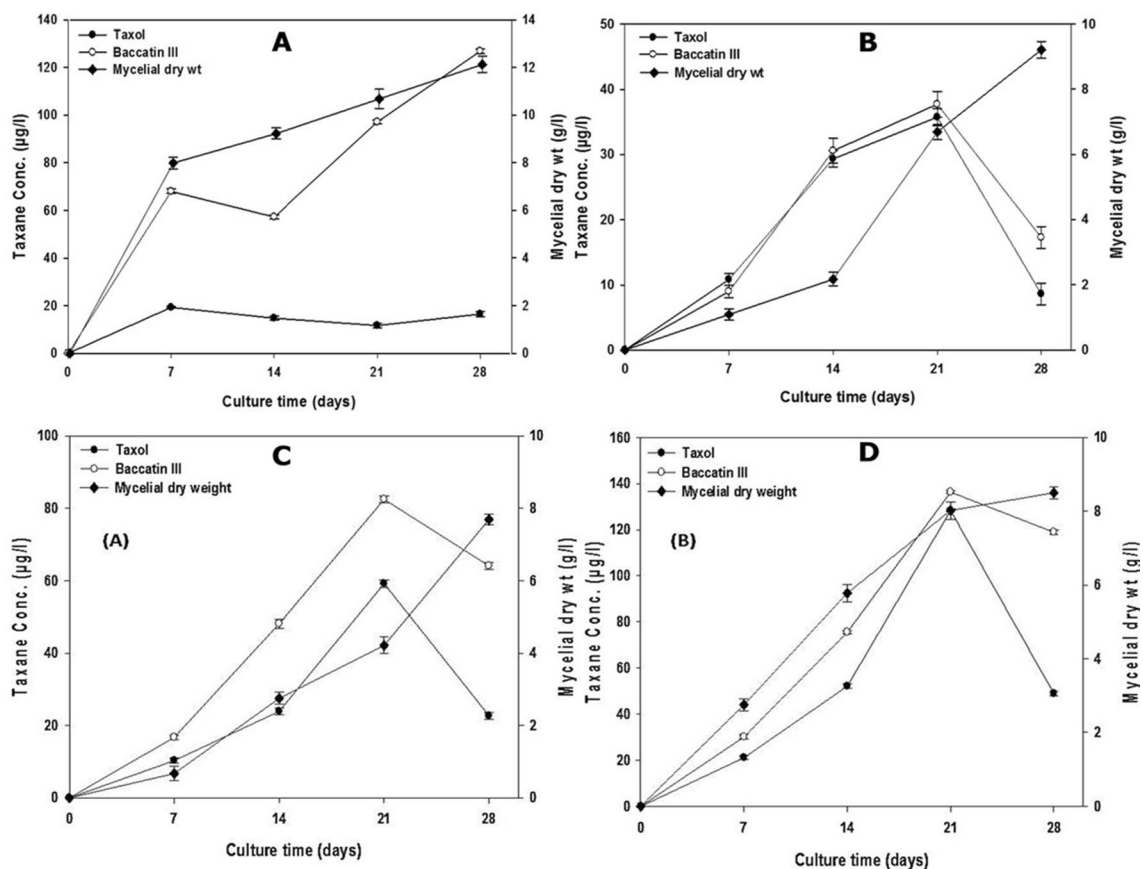 A
Taxol
Baccatin III
Mycelial dry wt
Taxane Conc. (µg/l)
140
120
100
80
60
40
20
0
Mycelial dry wt (g/l)
14
12
10
8
6
4
2
0
0 7 14 21 28
Culture time (days)
B
Taxol
Baccatin III
Mycelial dry wt
Taxane Conc. (µg/l)
50
40
30
20
10
0
Mycelial dry wt (g/l)
10
8
6
4
2
0
0 7 14 21 28
Culture time (days)
C
Taxol
Baccatin III
Mycelial dry weight
(A)
Taxane Conc. (µg/l)
100
80
60
40
20
0
Mycelial dry wt (g/l)
10
8
6
4
2
0
0 7 14 21 28
Culture time (days)
D
Taxol
Baccatin III
Mycelial dry weight
(B)
Taxane Conc. (µg/l)
160
140
120
100
80
60
40
20
0
Mycelial dry wt (g/l)
10
8
6
4
2
0
0 7 14 21 28
Culture time (days)